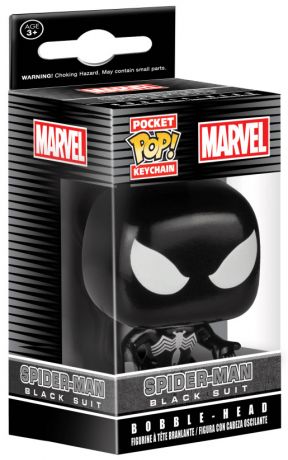 AGE
3+
WARNING! Choking Hazard, May contain small parts.
MARVEL
POCKET
POP!
KEYCHAIN
MARVEL
SPIDER-MAN
BLACK SUIT
SPIDER-MAN
BLACK SUIT
BOBBLE-HEAD
FIGURINE À TÊTE BRANLANTE / FIGURA CON CABEZA OSCILANTE